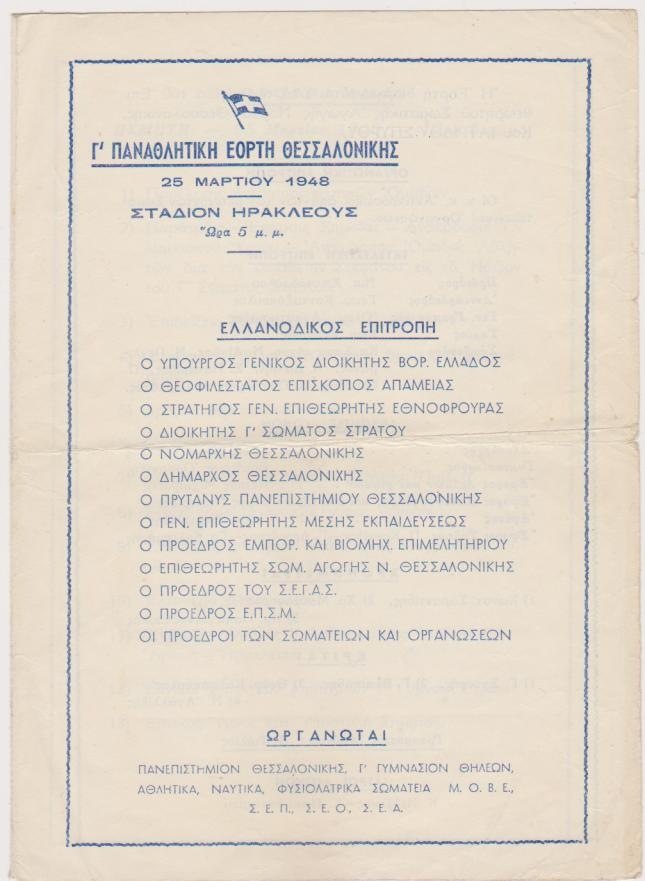 Γ' ΠΑΝΑΘΛΗΤΙΚΗ ΕΟΡΤΗ ΘΕΣΣΑΛΟΝΙΚΗΣ
25 ΜΑΡΤΙΟΥ 1948
ΣΤΑΔΙΟΝ ΗΡΑΚΛΕΟΥΣ
Ὥρα 5 μ. μ.
ΕΛΛΑΝΟΔΙΚΟΣ ΕΠΙΤΡΟΠΗ
Ο ΥΠΟΥΡΓΟΣ ΓΕΝΙΚΟΣ ΔΙΟΙΚΗΤΗΣ ΒΟΡ. ΕΛΛΑΔΟΣ
Ο ΘΕΟΦΙΛΕΣΤΑΤΟΣ ΕΠΙΣΚΟΠΟΣ ΑΠΑΜΕΙΑΣ
Ο ΣΤΡΑΤΗΓΟΣ ΓΕΝ. ΕΠΙΘΕΩΡΗΤΗΣ ΕΘΝΟΦΡΟΥΡΑΣ
Ο ΔΙΟΙΚΗΤΗΣ Γ' ΣΩΜΑΤΟΣ ΣΤΡΑΤΟΥ
Ο ΝΟΜΑΡΧΗΣ ΘΕΣΣΑΛΟΝΙΚΗΣ
Ο ΔΗΜΑΡΧΟΣ ΘΕΣΣΑΛΟΝΙΧΗΣ
Ο ΠΡΥΤΑΝΥΣ ΠΑΝΕΠΙΣΤΗΜΙΟΥ ΘΕΣΣΑΛΟΝΙΚΗΣ
Ο ΓΕΝ. ΕΠΙΘΕΩΡΗΤΗΣ ΜΕΣΗΣ ΕΚΠΑΙΔΕΥΣΕΩΣ
Ο ΠΡΟΕΔΡΟΣ ΕΜΠΟΡ. ΚΑΙ ΒΙΟΜΗΧ. ΕΠΙΜΕΛΗΤΗΡΙΟΥ
Ο ΕΠΙΘΕΩΡΗΤΗΣ ΣΩΜ. ΑΓΩΓΗΣ Ν. ΘΕΣΣΑΛΟΝΙΚΗΣ
Ο ΠΡΟΕΔΡΟΣ ΤΟΥ Σ.Ε.Γ.Α.Σ.
Ο ΠΡΟΕΔΡΟΣ Ε.Π.Σ.Μ.
ΟΙ ΠΡΟΕΔΡΟΙ ΤΩΝ ΣΩΜΑΤΕΙΩΝ ΚΑΙ ΟΡΓΑΝΩΣΕΩΝ
ΩΡΓΑΝΩΤΑΙ
ΠΑΝΕΠΙΣΤΗΜΙΟΝ ΘΕΣΣΑΛΟΝΙΚΗΣ, Γ' ΓΥΜΝΑΣΙΟΝ ΘΗΛΕΩΝ,
ΑΘΛΗΤΙΚΑ, ΝΑΥΤΙΚΑ, ΦΥΣΙΟΛΑΤΡΙΚΑ ΣΩΜΑΤΕΙΑ Μ. Ο. Β. Ε.,
Σ. Ε. Π., Σ. Ε. Ο., Σ. Ε. Α.